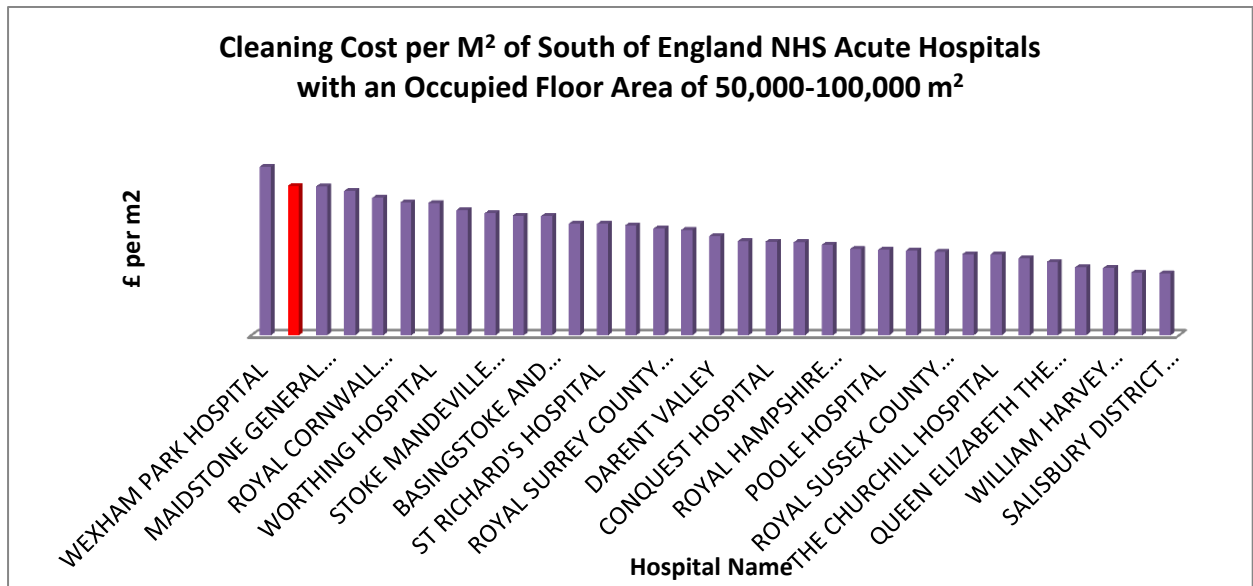 Cleaning Cost per M² of South of England NHS Acute Hospitals
with an Occupied Floor Area of 50,000-100,000 m²
£ per m2
WEXHAM PARK HOSPITAL
MAIDSTONE GENERAL…
ROYAL CORNWALL…
WORTHING HOSPITAL
STOKE MANDEVILLE…
BASINGSTOKE AND…
ST RICHARD'S HOSPITAL
ROYAL SURREY COUNTY…
DARENT VALLEY
CONQUEST HOSPITAL
ROYAL HAMPSHIRE…
POOLE HOSPITAL
ROYAL SUSSEX COUNTY…
THE CHURCHILL HOSPITAL
QUEEN ELIZABETH THE…
WILLIAM HARVEY…
SALISBURY DISTRICT…
Hospital Name